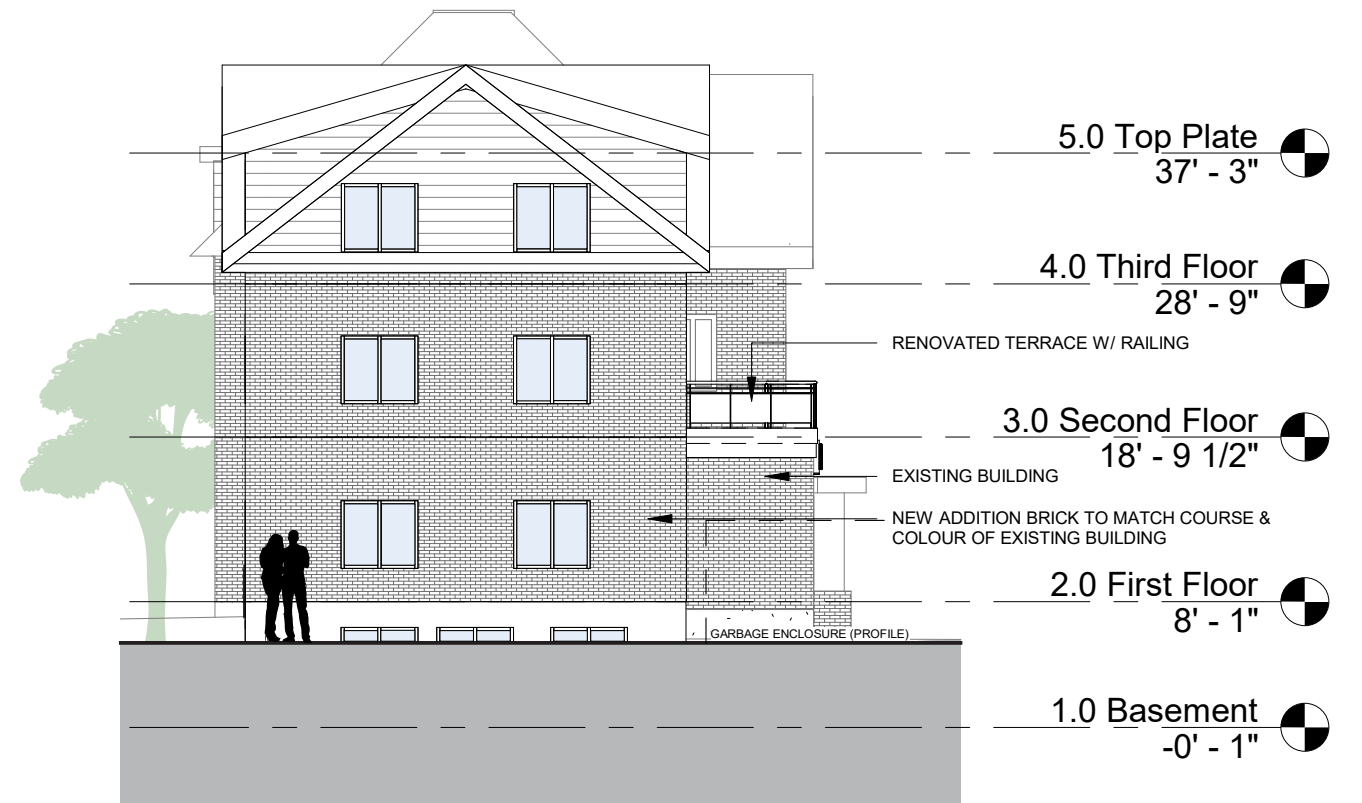 5.0 Top Plate
37' - 3"
4.0 Third Floor
28' - 9"
RENOVATED TERRACE W/ RAILING
3.0 Second Floor
18' - 9 1/2"
EXISTING BUILDING
NEW ADDITION BRICK TO MATCH COURSE &
COLOUR OF EXISTING BUILDING
2.0 First Floor
8' - 1"
GARBAGE ENCLOSURE (PROFILE)
1.0 Basement
-0' - 1"